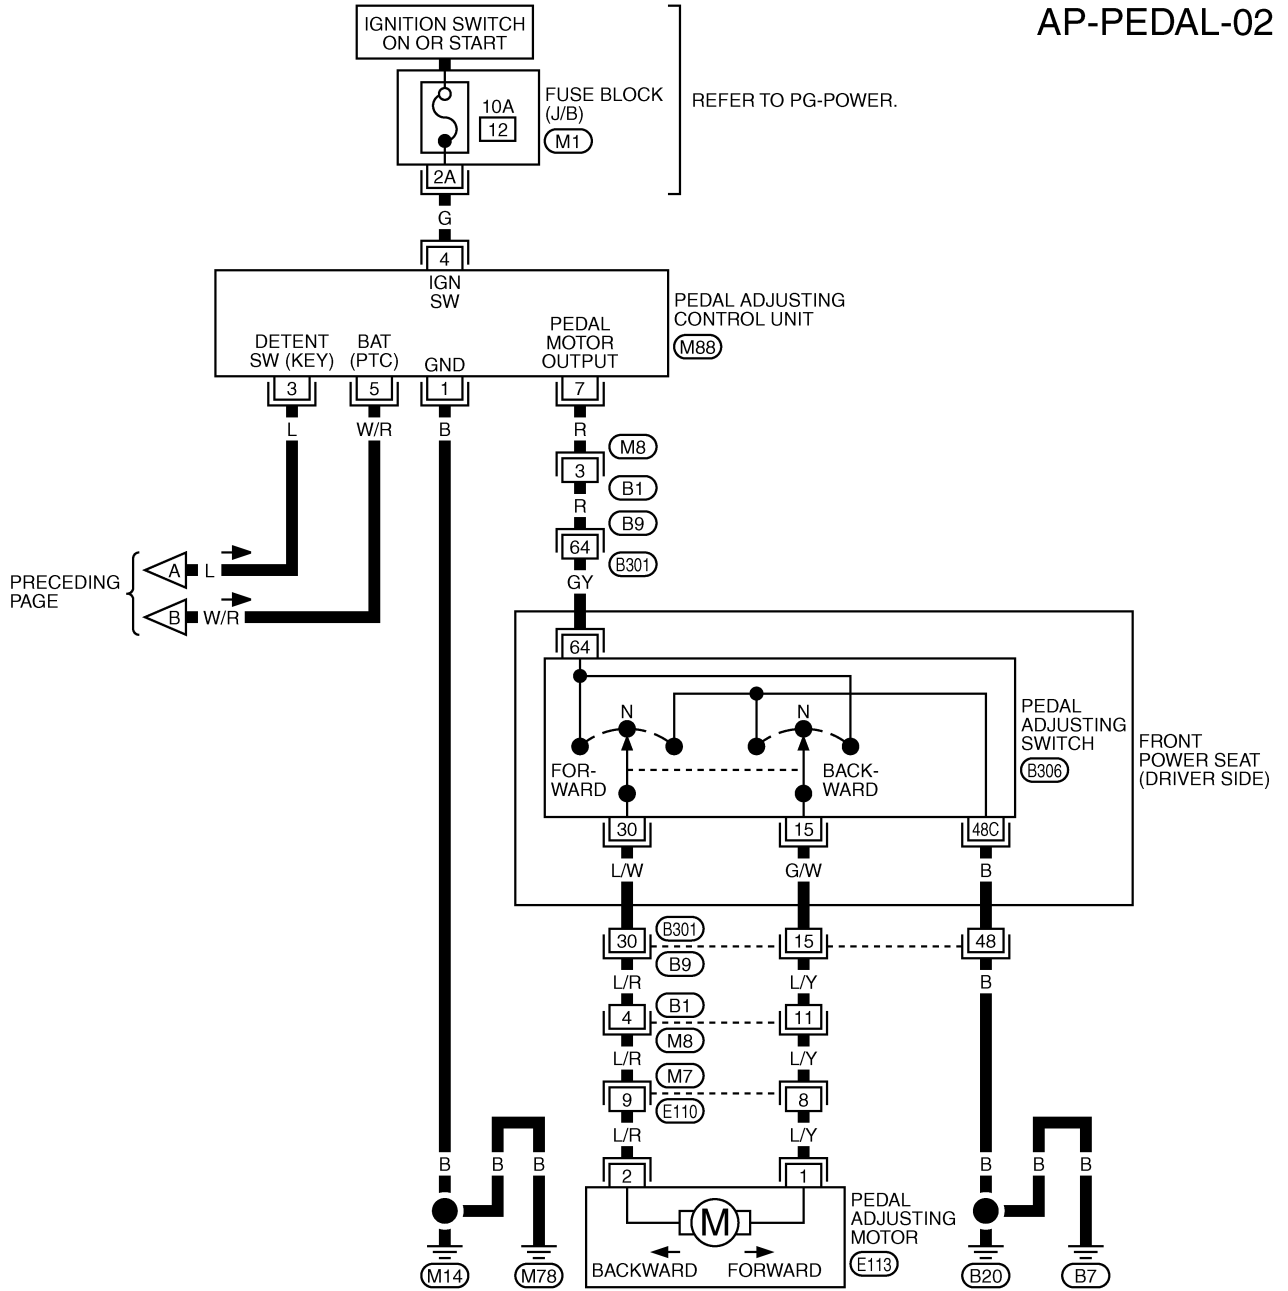 AP-PEDAL-02
IGNITION SWITCH
ON OR START
FUSE BLOCK
(J/B)
10A
12
M1
REFER TO PG-POWER.
2A
G
4
IGN
SW
PEDAL ADJUSTING
CONTROL UNIT
M88
DETENT
SW (KEY)
BAT
(PTC)
GND
PEDAL
MOTOR
OUTPUT
3
5
1
7
L
W/R
B
R
M8
3
B1
R
B9
64
B301
GY
PRECEDING
PAGE
A
L
B
W/R
64
N
N
FOR-
WARD
BACK-
WARD
PEDAL
ADJUSTING
SWITCH
B306
FRONT
POWER SEAT
(DRIVER SIDE)
30
15
48C
L/W
G/W
B
B301
30
15
48
B9
L/R
L/Y
B
B1
4
11
M8
L/R
L/Y
M7
9
8
E110
L/R
L/Y
B
B
B
B
B
B
2
1
M
BACKWARD
FORWARD
PEDAL
ADJUSTING
MOTOR
E113
M14
M78
B20
B7